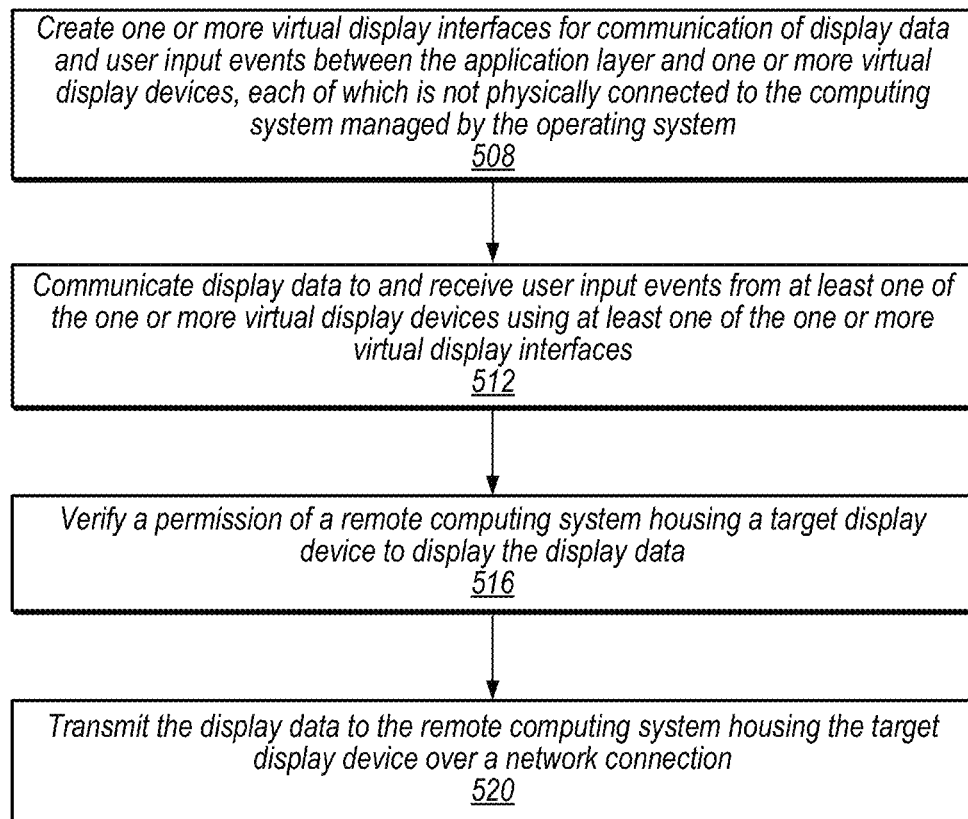 Create one or more virtual display interfaces for communication of display data
and user input events between the application layer and one or more virtual
display devices, each of which is not physically connected to the computing
system managed by the operating system
508
Communicate display data to and receive user input events from at least one of
the one or more virtual display devices using at least one of the one or more
virtual display interfaces
512
Verify a permission of a remote computing system housing a target display
device to display the display data
516
Transmit the display data to the remote computing system housing the target
display device over a network connection
520